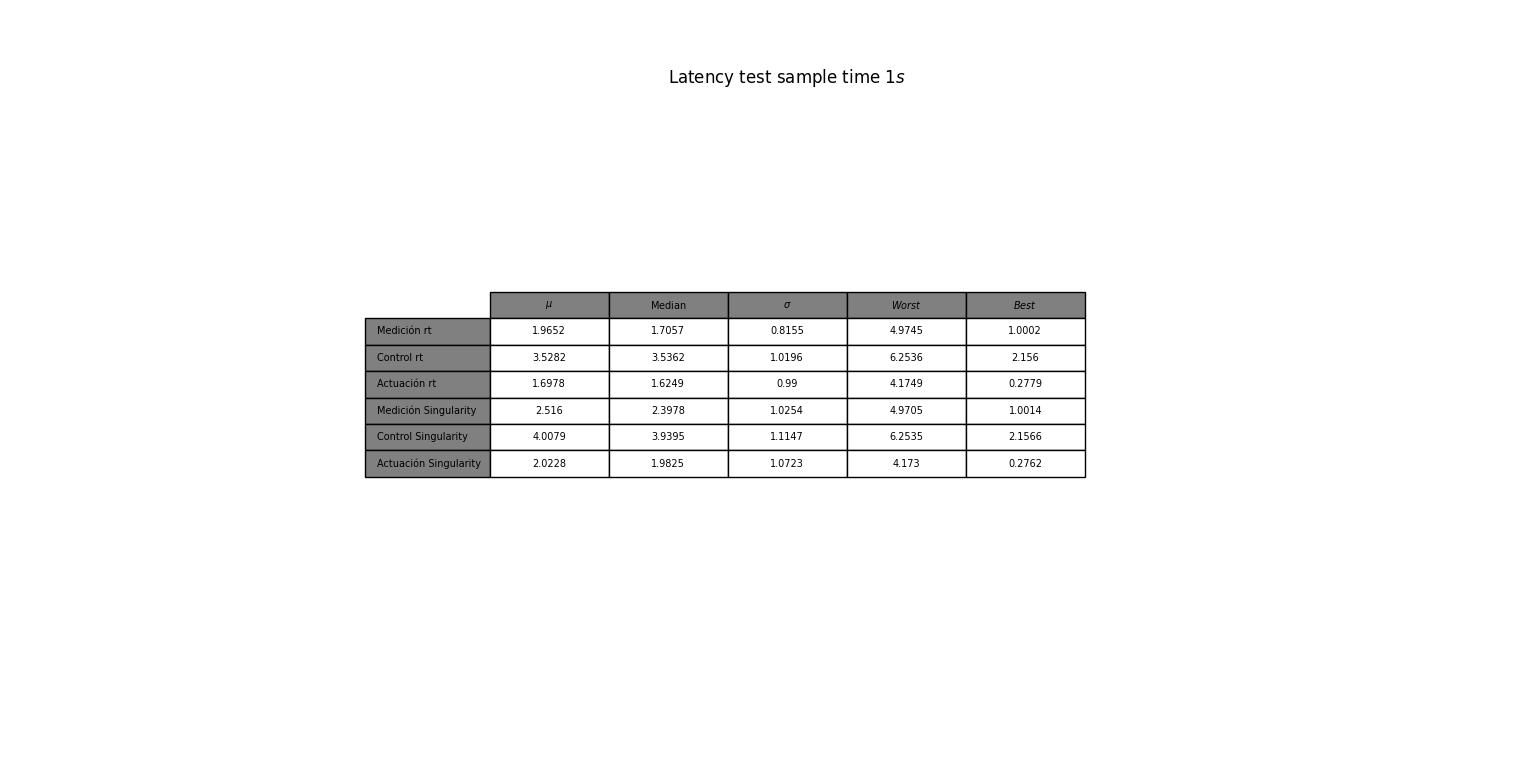 Latency test sample time 1s
μ Median σ Worst Best
Medición rt 1.9652 1.7057 0.8155 4.9745 1.0002
Control rt 3.5282 3.5362 1.0196 6.2536 2.156
Actuación rt 1.6978 1.6249 0.99 4.1749 0.2779
Medición Singularity 2.516 2.3978 1.0254 4.9705 1.0014
Control Singularity 4.0079 3.9395 1.1147 6.2535 2.1566
Actuación Singularity 2.0228 1.9825 1.0723 4.173 0.2762